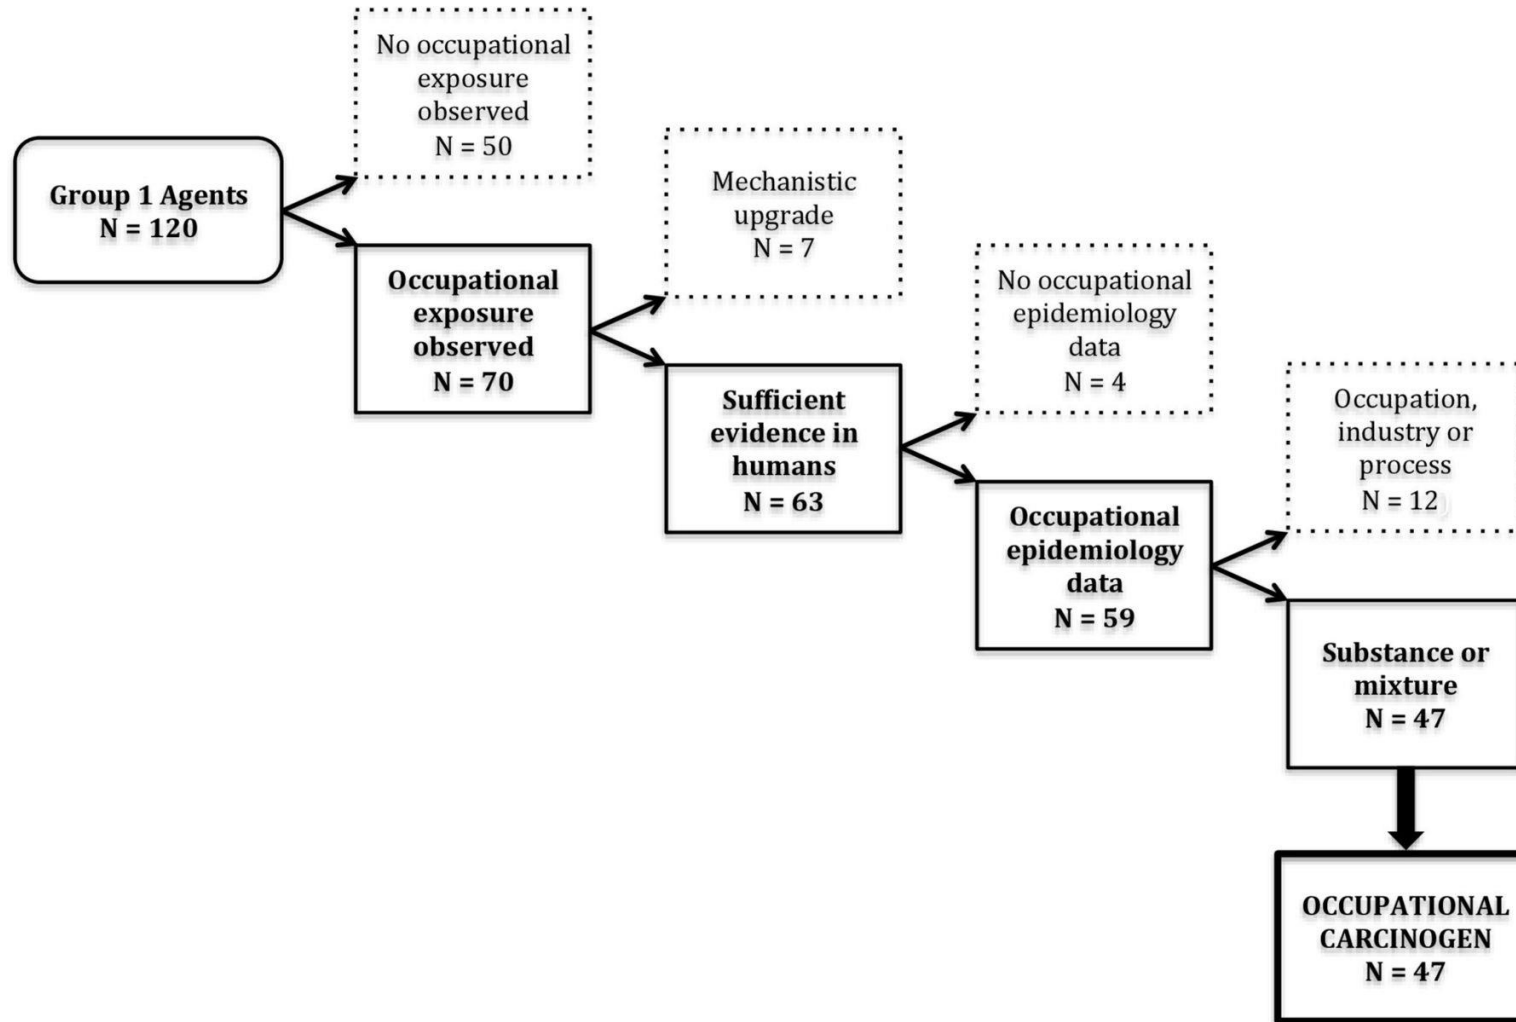 No occupational
exposure
observed
N = 50
Group 1 Agents
N = 120
Mechanistic
upgrade
N = 7
Occupational
exposure
observed
N = 70
No occupational
epidemiology
data
N = 4
Sufficient
evidence in
humans
N = 63
Occupation,
industry or
process
N = 12
Occupational
epidemiology
data
N = 59
Substance or
mixture
N = 47
OCCUPATIONAL
CARCINOGEN
N = 47